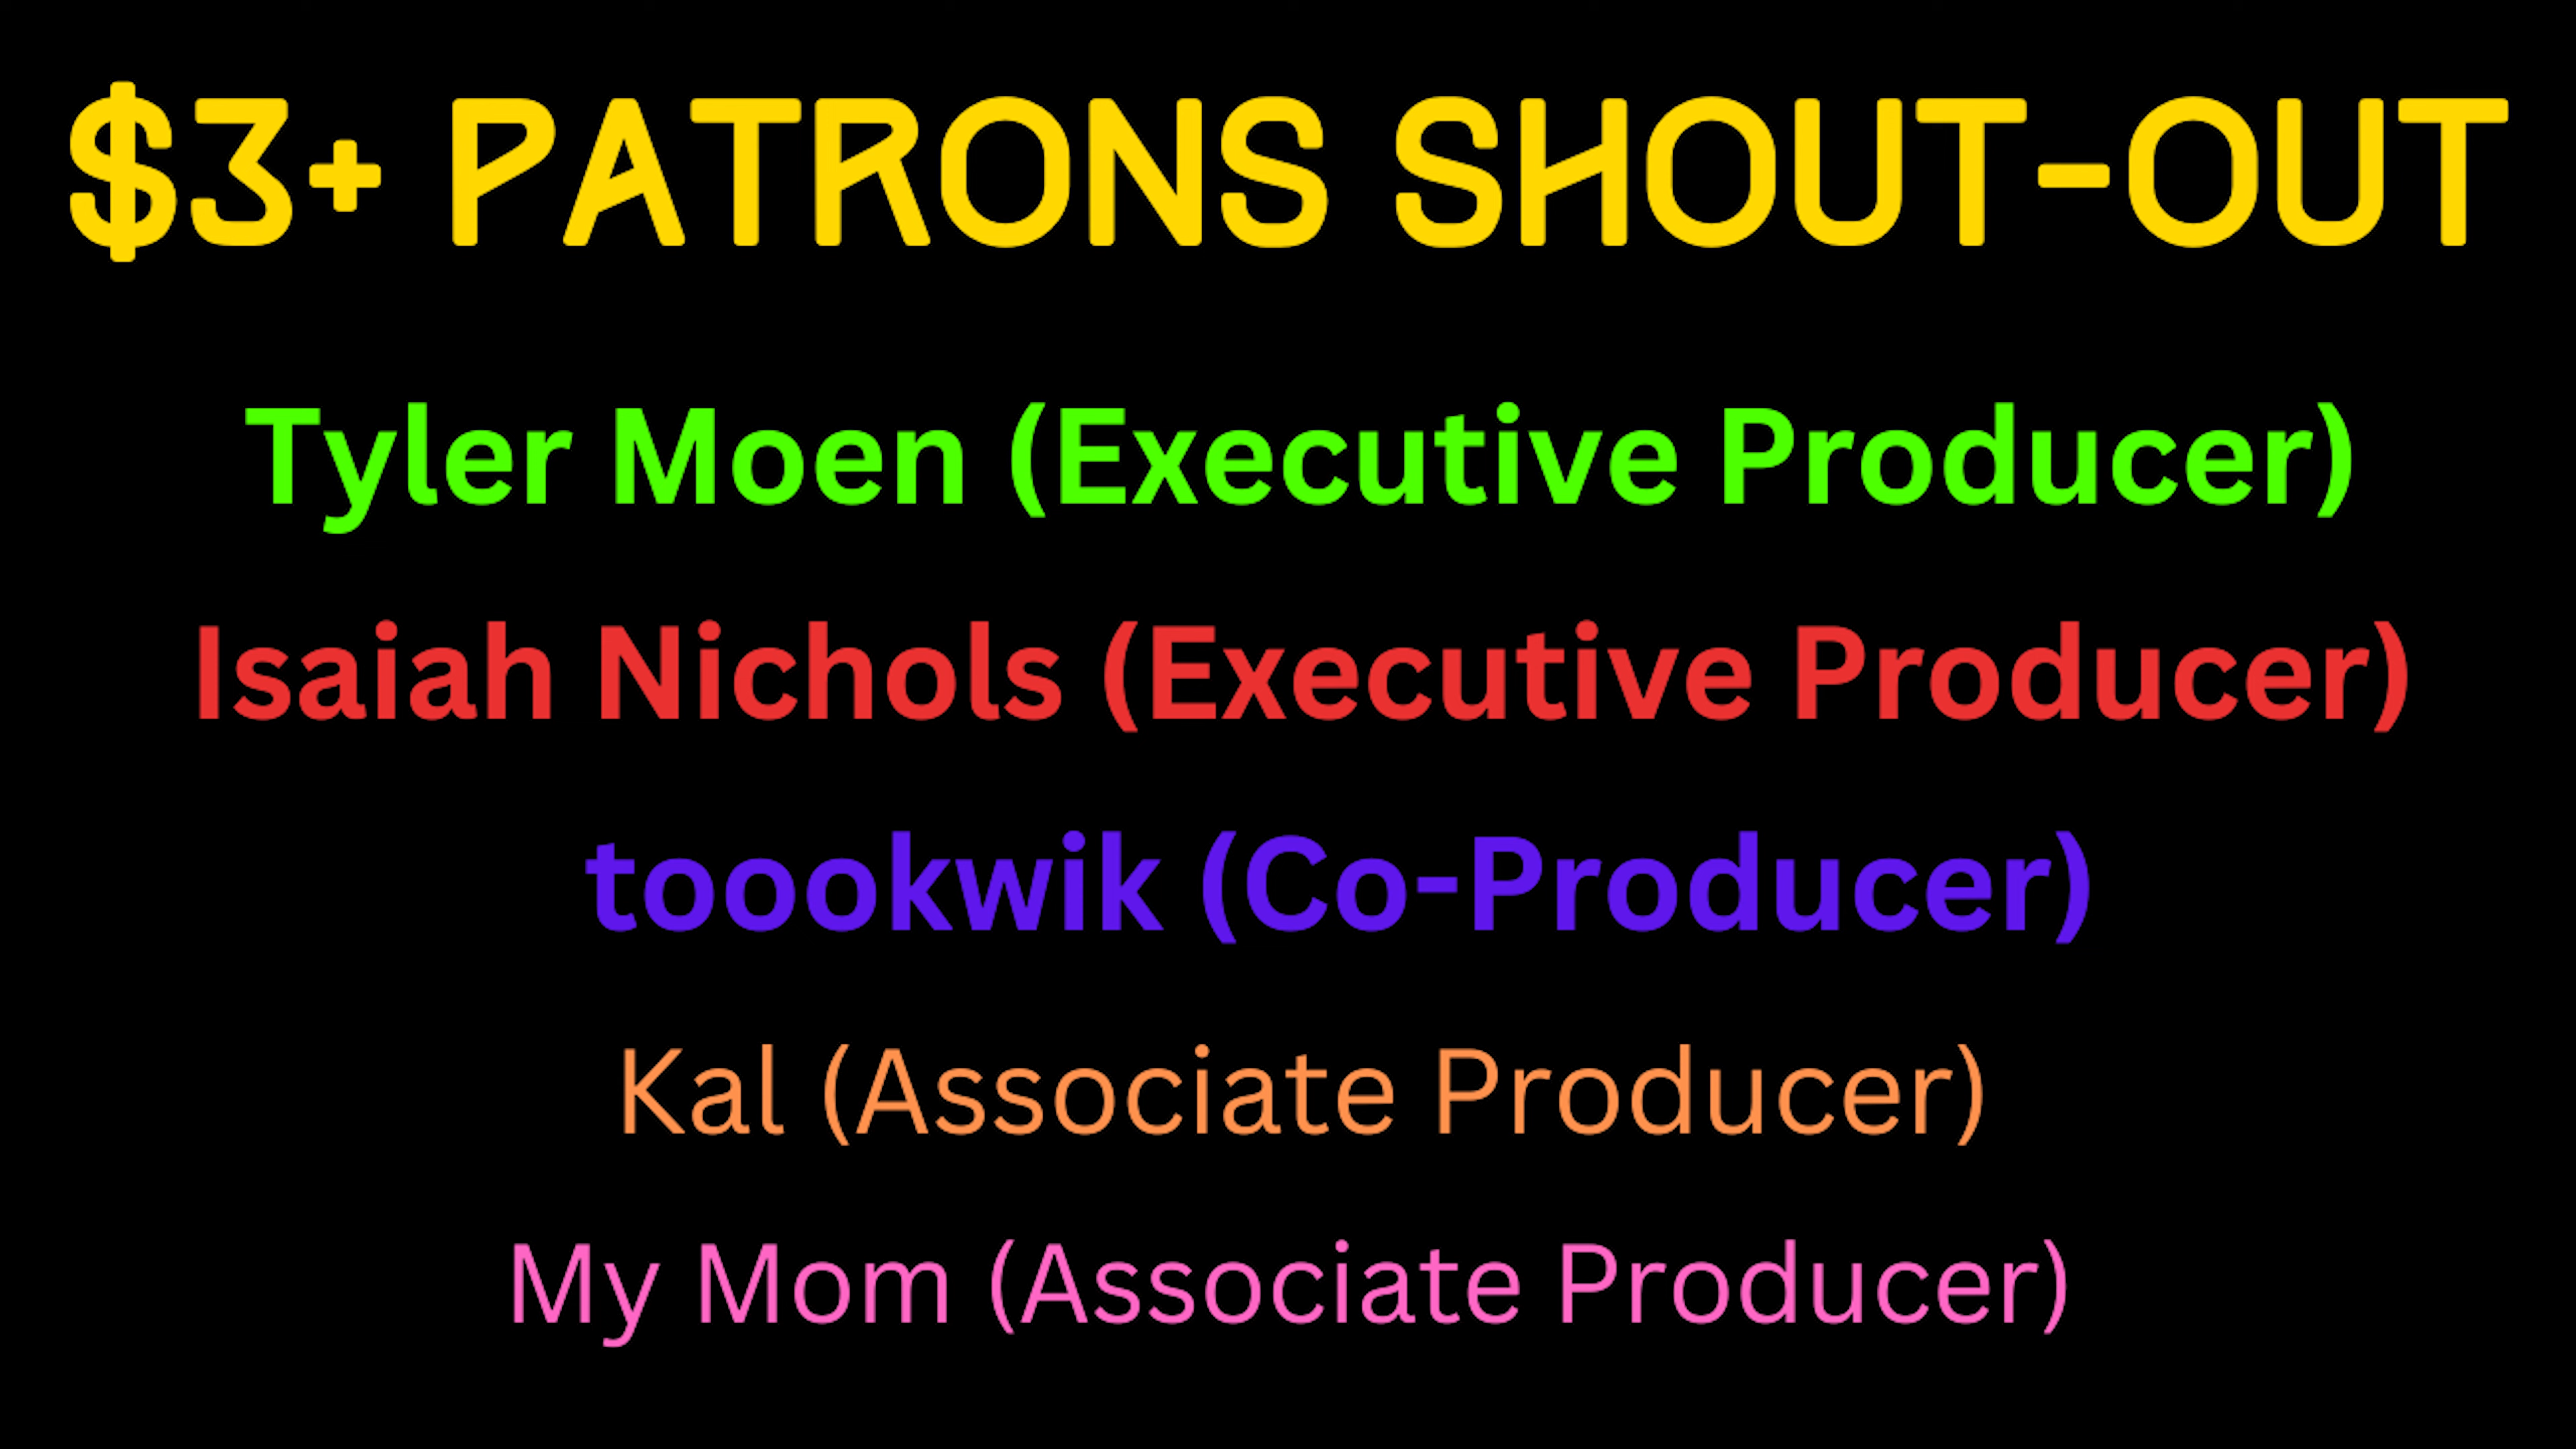 $3+ PATRONS SHOUT-OUT
Tyler Moen (Executive Producer)
Isaiah Nichols (Executive Producer)
toookwik (Co-Producer)
Kal (Associate Producer)
My Mom (Associate Producer)